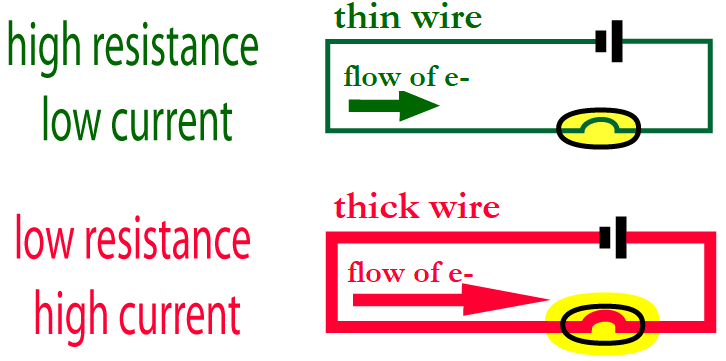 high resistance
low current
thin wire
flow of e-
low resistance
high current
thick wire
flow of e-